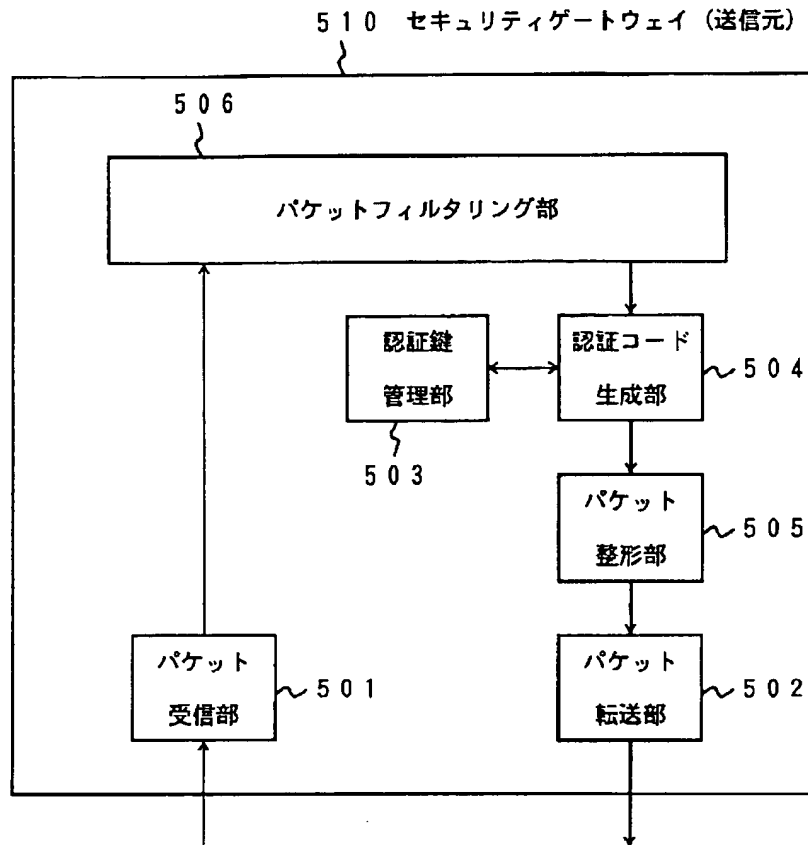 510 セキュリティゲートウェイ (送信元)
506
パケットフィルタリング部
認証鍵
管理部
503
認証コード
生成部
504
パケット
整形部
505
パケット
受信部
501
パケット
転送部
502